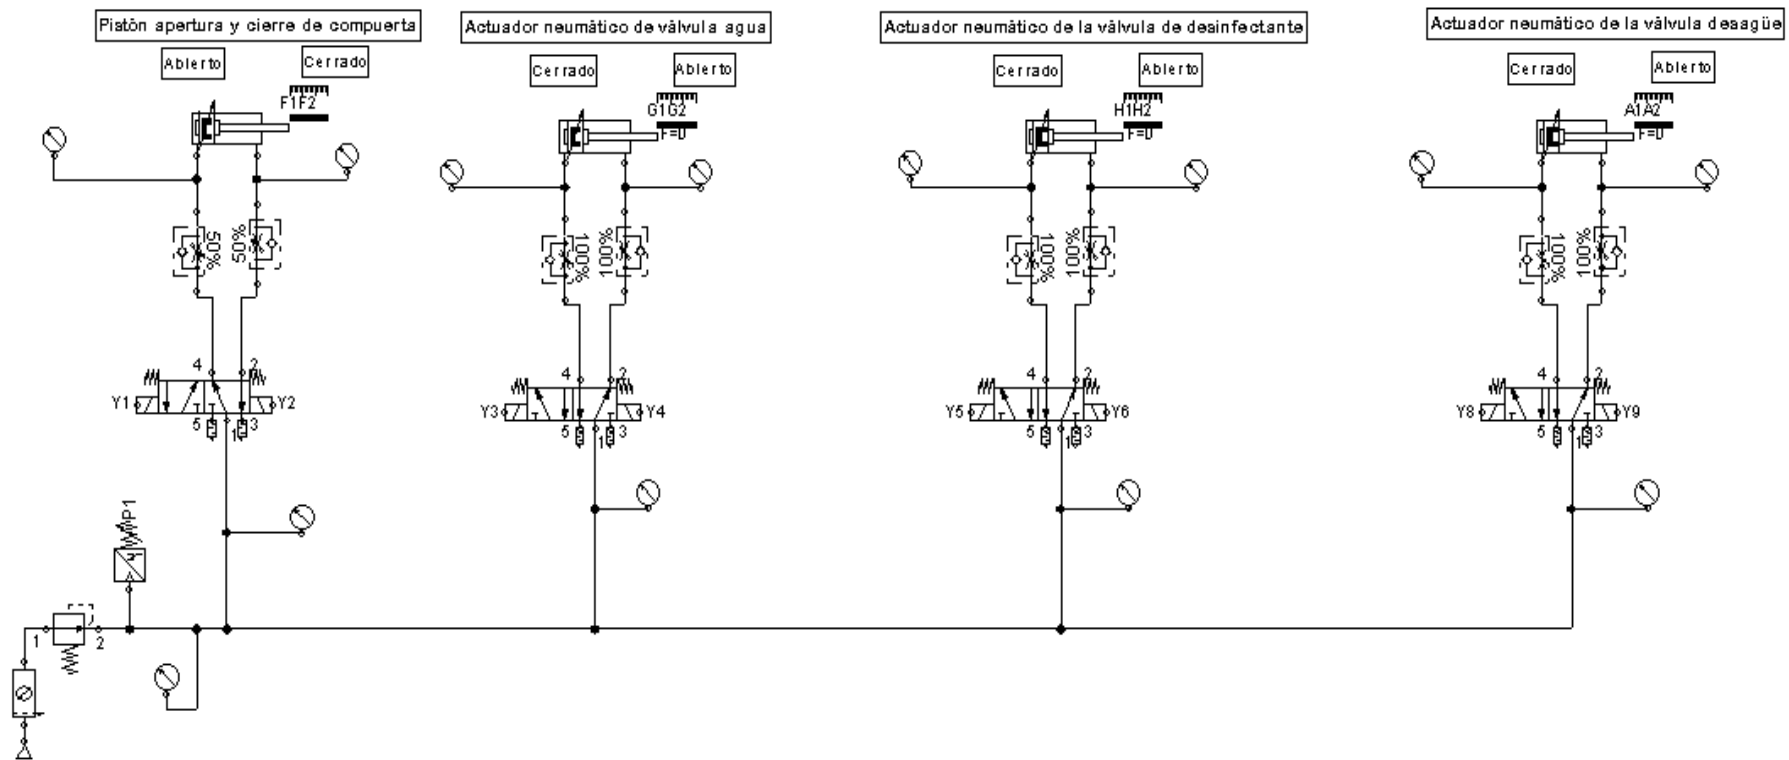 Pistón apertura y cierre de compuerta
Actuador neumático de válvula agua
Actuador neumático de la válvula de desinfectante
Actuador neumático de la válvula desagüe
Abierto
Cerrado
Cerrado
Abierto
Cerrado
Abierto
Cerrado
Abierto
F1F2
G1G2
F=0
H1H2
F=0
A1A2
F=0
50%
50%
100%
100%
100%
100%
100%
100%
4
2
Y1
Y2
5
1
3
4
2
Y3
Y4
5
1
3
4
2
Y5
Y6
5
1
3
4
2
Y8
Y9
5
1
3
P1
1
2